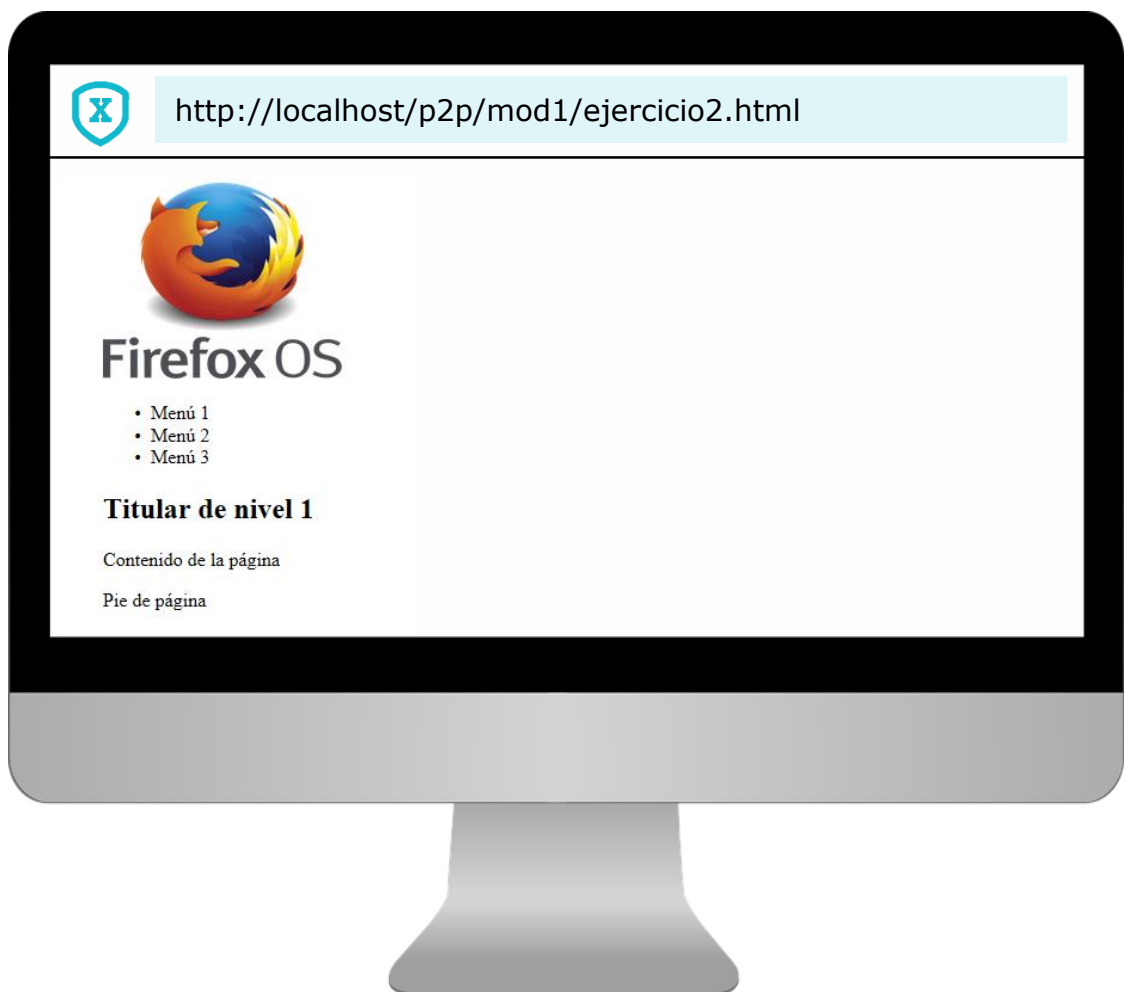 X
http://localhost/p2p/mod1/ejercicio2.html
Firefox OS
• Menú 1
• Menú 2
• Menú 3
Titular de nivel 1
Contenido de la página
Pie de página